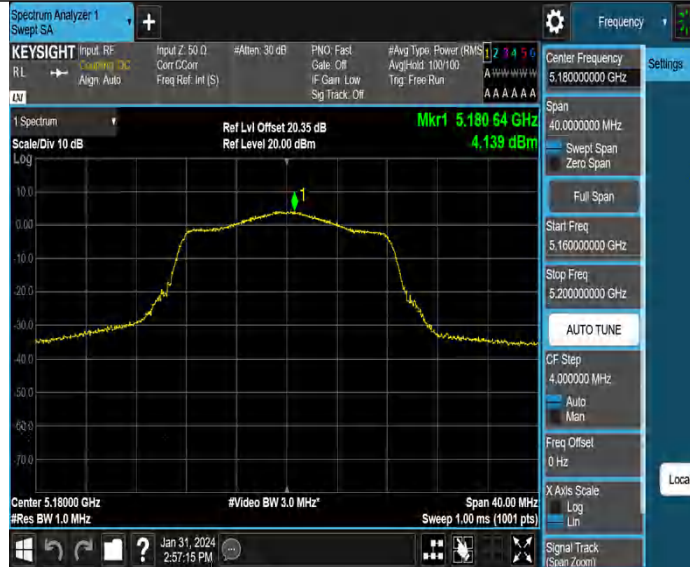 Spectrum Analyzer 1
Swept SA
+
Frequency
KEYSIGHT
Input: RF
Input Z: 50 Ω
#Atten: 30 dB
PNO: Fast
#Avg Type: Power (RMS
1 2 3 4 5 6
RL
Coupling: DC
Corr CCorr
Gate: Off
Avg|Hold: 100/100
Align: Auto
Freq Ref: Int (S)
IF Gain: Low
Trig: Free Run
A W W W W W
Sig Track: Off
A A A A A A
LXI
1 Spectrum
Ref Lvl Offset 20.35 dB
Mkr1 5.180 64 GHz
Scale/Div 10 dB
Ref Level 20.00 dBm
4.139 dBm
Log
10.0
1
0.00
-10.0
-20.0
-30.0
-50.0
-60.0
-70.0
Center 5.18000 GHz
#Video BW 3.0 MHz*
Span 40.00 MHz
#Res BW 1.0 MHz
Sweep 1.00 ms (1001 pts)
?
Jan 31, 2024
2:57:15 PM
Center Frequency
5.180000000 GHz
Settings
Span
40.0000000 MHz
Swept Span
Zero Span
Full Span
Start Freq
5.160000000 GHz
Stop Freq
5.200000000 GHz
AUTO TUNE
CF Step
4.000000 MHz
Auto
Man
Freq Offset
0 Hz
X Axis Scale
Log
Lin
Loca
Signal Track
(Span Zoom)